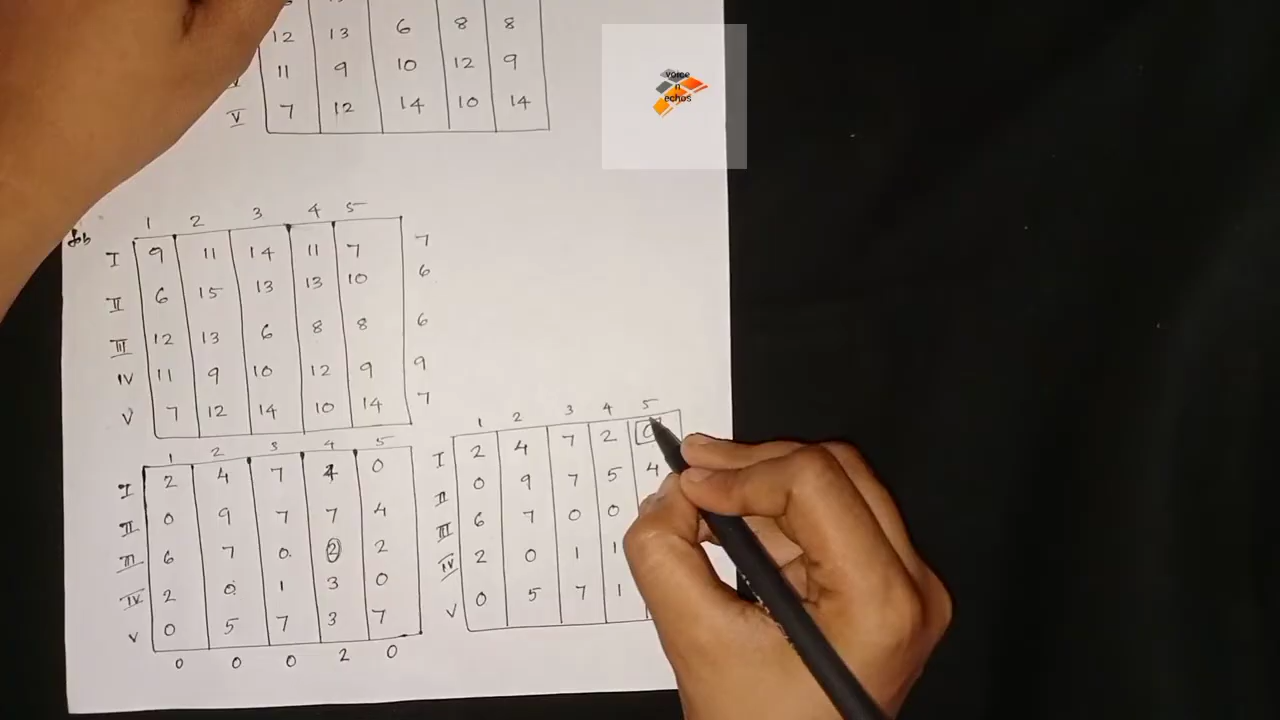 12 13 6 8 8
11 9 10 12 9
V 7 12 14 10 14
voice
n
echos
1 2 3 4 5
Job
I 9 11 14 11 7 7
II 6 15 13 13 10 6
III 12 13 6 8 8 6
IV 11 9 10 12 9 9
V 7 12 14 10 14 7
1 2 3 4 5
I 2 4 7 4 0
II 0 9 7 7 4
III 6 7 0 2 2
IV 2 0 1 3 0
V 0 5 7 3 7
0 0 0 2 0
1 2 3 4 5
I 2 4 7 2 0
II 0 9 7 5 4
III 6 7 0 0
IV 2 0 1 1
V 0 5 7 1